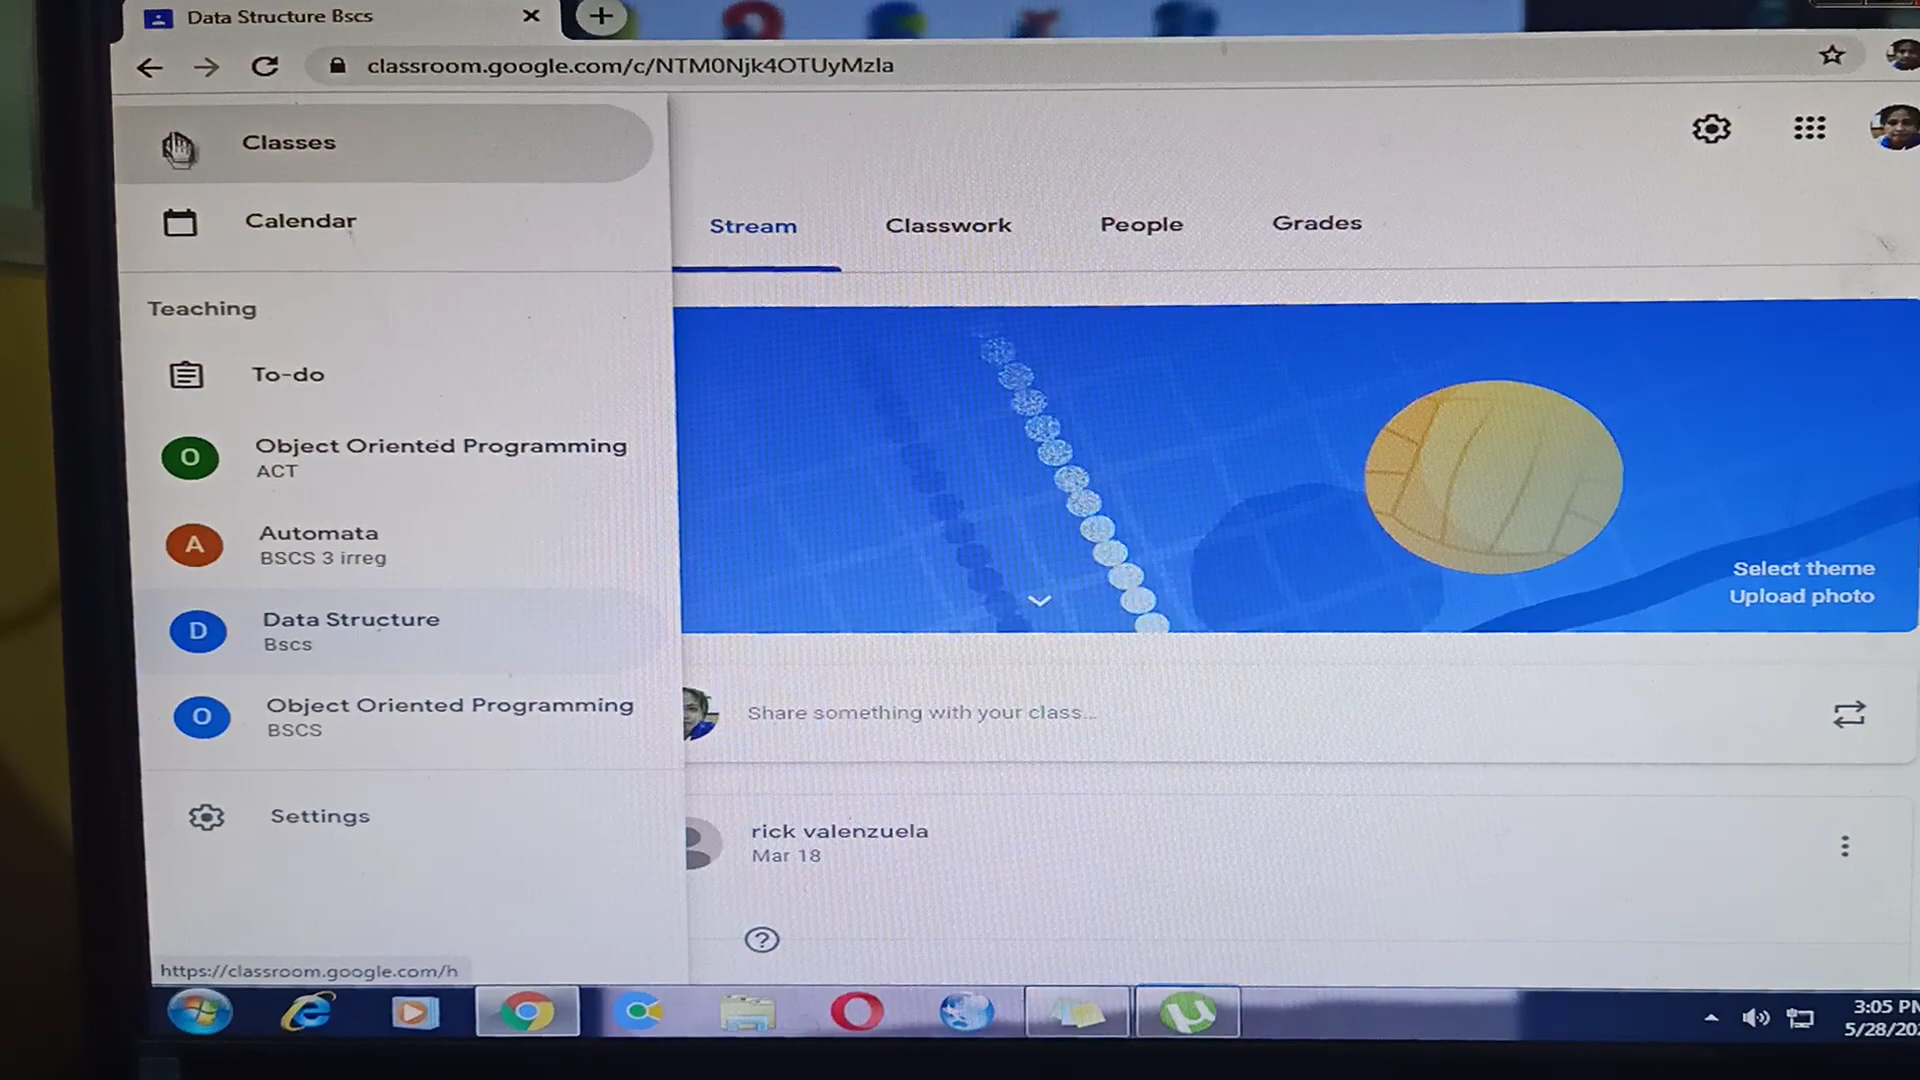 Data Structure Bscs
classroom.google.com/c/NTM0Njk4OTUyMzIa
Classes
Calendar
Stream
Classwork
People
Grades
Teaching
To-do
O
Object Oriented Programming
ACT
A
Automata
BSCS 3 irreg
D
Data Structure
Bscs
O
Object Oriented Programming
BSCS
Settings
Select theme
Upload photo
Share something with your class...
rick valenzuela
Mar 18
https://classroom.google.com/h
3:05 PM